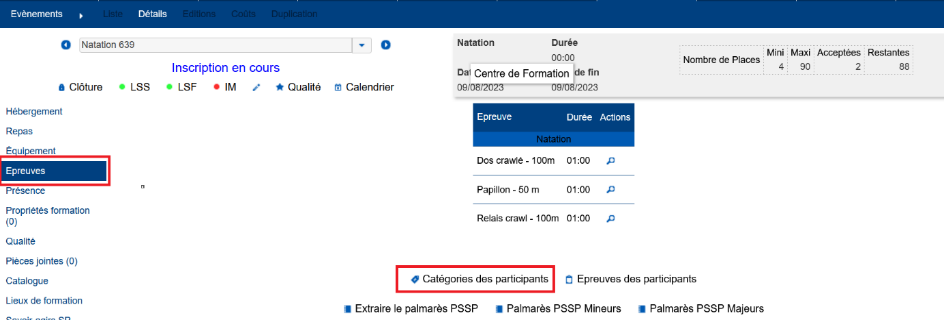 Evènements Liste Détails Editions Coûts Duplication
Natation 639
Inscription en cours
Clôture LSS LSF IM Qualité Calendrier
Natation Durée
00:00
Centre de Formation de fin
09/08/2023 09/08/2023
Nombre de Places Mini Maxi Acceptées Restantes
4 90 2 88
Hébergement
Repas
Équipement
Epreuves
Présence
Propriétés formation
(0)
Qualité
Pièces jointes (0)
Catalogue
Lieux de formation
Epreuve Durée Actions
Natation
Dos crawlé - 100m 01:00
Papillon - 50 m 01:00
Relais crawl - 100m 01:00
Catégories des participants Epreuves des participants
Extraire le palmarès PSSP Palmarès PSSP Mineurs Palmarès PSSP Majeurs